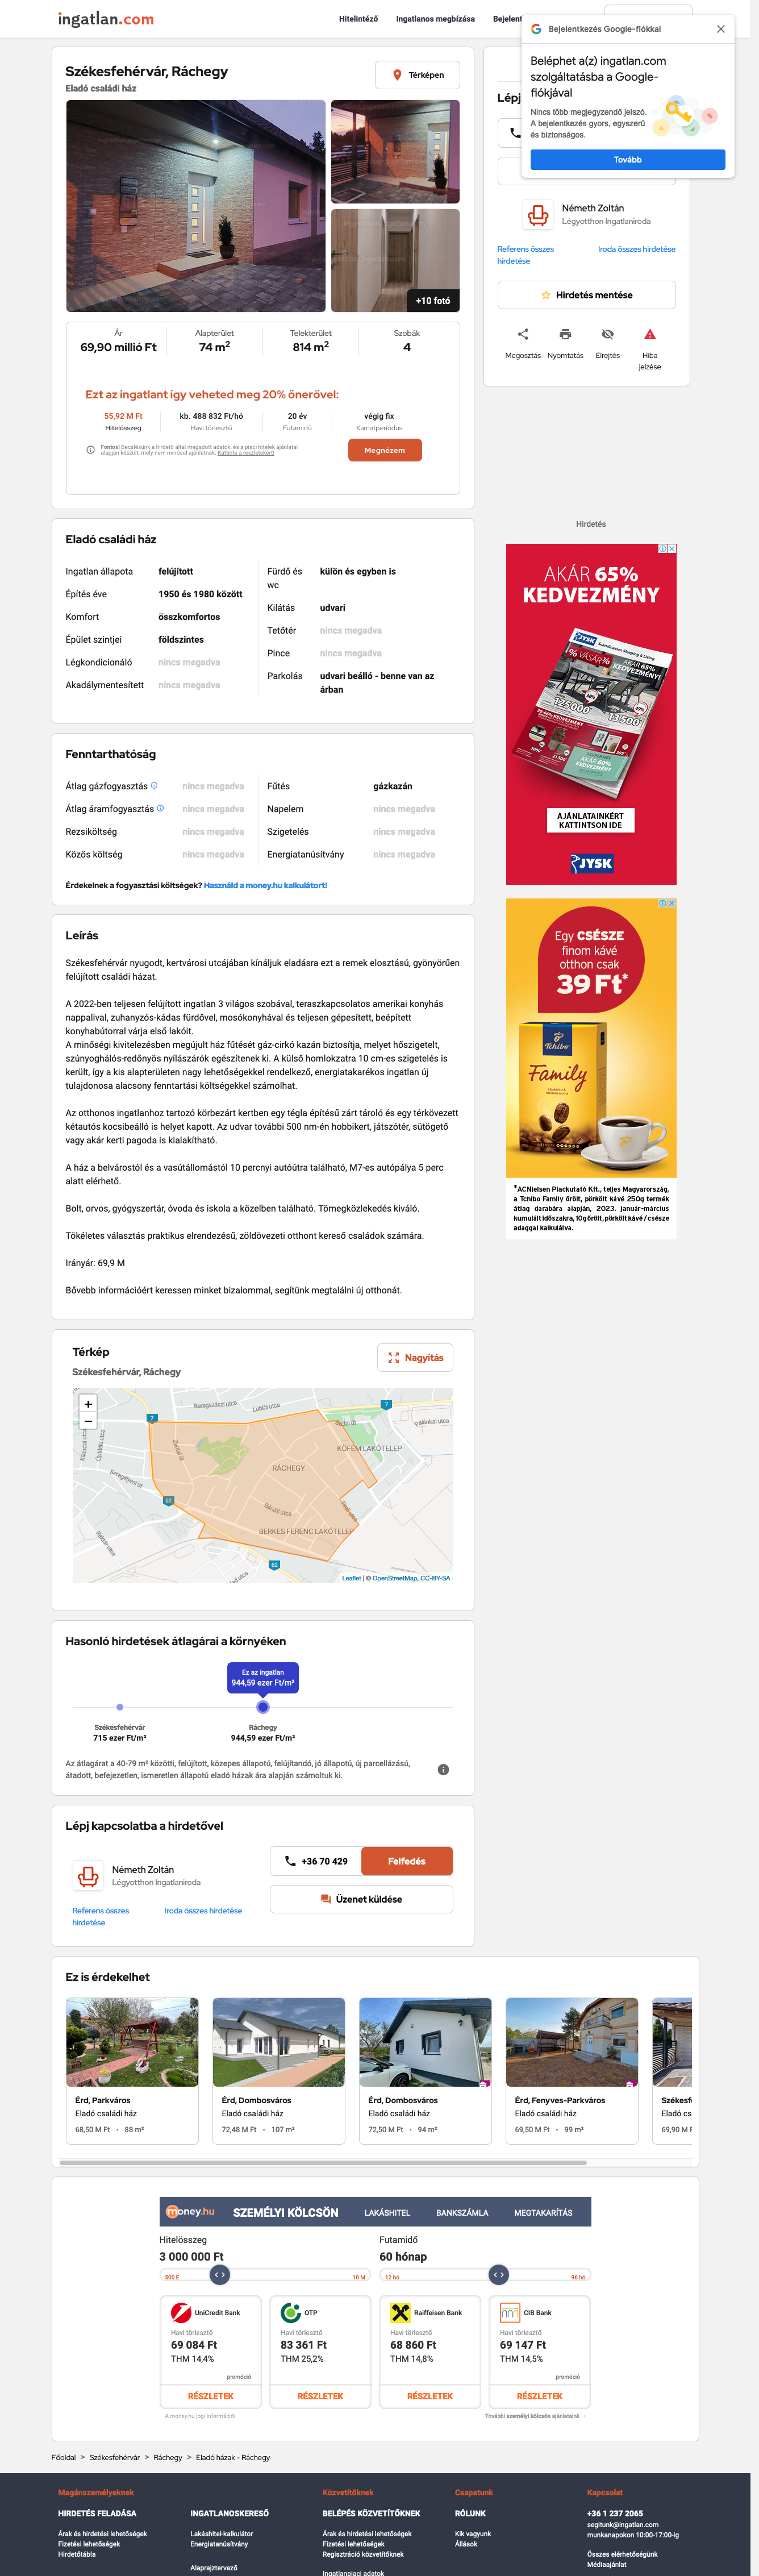 ingatlan.com
Hitelintéző
Ingatlanos megbízása
Bejelentkezés Google-fiókkal
Beléphet a(z) ingatlan.com
szolgáltatásba a Google-
fiókjával
Nincs több megjegyzendő jelszó.
A bejelentkezés gyors, egyszerű
és biztonságos.
Tovább
Székesfehérvár, Ráchegy
Eladó családi ház
Térképen
+10 fotó
Németh Zoltán
Légyotthon Ingatlaniroda
Referens összes
hirdetése
Iroda összes hirdetése
Hirdetés mentése
Megosztás
Nyomtatás
Elrejtés
Hiba
jelzése
Ár
69,90 millió Ft
Alapterület
74 m2
Telekterület
814 m2
Szobák
4
Ezt az ingatlant így veheted meg 20% önerővel:
55,92 M Ft
Hitelösszeg
kb. 488 832 Ft/hó
Havi törlesztő
20 év
Futamidő
végig fix
Kamatperiódus
Fontos! Becslésünk a hirdető által megadott adatok, és a piaci hitelek ajánlatai
alapján készült, mely nem minősül ajánlatnak. Kattints a részletekért!
Megnézem
Eladó családi ház
Ingatlan állapota felújított
Építés éve 1950 és 1980 között
Komfort összkomfortos
Épület szintjei földszintes
Légkondicionáló nincs megadva
Akadálymentesített nincs megadva
Fürdő és
wc
külön és egyben is
Kilátás udvari
Tetőtér nincs megadva
Pince nincs megadva
Parkolás udvari beálló - benne van az
árban
Hirdetés
AKÁR 65%
KEDVEZMÉNY
AJÁNLATAINKÉRT
KATTINTSON IDE
JYSK
Fenntarthatóság
Átlag gázfogyasztás nincs megadva
Átlag áramfogyasztás nincs megadva
Rezsiköltség nincs megadva
Közös költség nincs megadva
Fűtés gázkazán
Napelem nincs megadva
Szigetelés nincs megadva
Energiatanúsítvány nincs megadva
Érdekelnek a fogyasztási költségek? Használd a money.hu kalkulátort!
Egy CSÉSZE
finom kávé
otthon csak
39 Ft*
Tchibo
Family
*ACNielsen Piackutató Kft., teljes Magyarország,
a Tchibo Family őrölt, pörkölt kávé 250g termék
átlag darabára alapján, 2023. január-március
kumulált időszakra, 10g őrölt, pörkölt kávé / csésze
adaggal kalkulálva.
Leírás
Székesfehérvár nyugodt, kertvárosi utcájában kínáljuk eladásra ezt a remek elosztású, gyönyörűen
felújított családi házat.
A 2022-ben teljesen felújított ingatlan 3 világos szobával, teraszkapcsolatos amerikai konyhás
nappalival, zuhanyzós-kádas fürdővel, mosókonyhával és teljesen gépesített, beépített
konyhabútorral várja első lakóit.
A minőségi kivitelezésben megújult ház fűtését gáz-cirkó kazán biztosítja, melyet hőszigetelt,
szúnyoghálós-redőnyös nyílászárók egészítenek ki. A külső homlokzatra 10 cm-es szigetelés is
került, így a kis alapterületen nagy lehetőségekkel rendelkező, energiatakarékos ingatlan új
tulajdonosa alacsony fenntartási költségekkel számolhat.
Az otthonos ingatlanhoz tartozó körbezárt kertben egy tégla építésű zárt tároló és egy térkövezett
kétautós kocsibeálló is helyet kapott. Az udvar további 500 nm-én hobbikert, játszótér, sütögető
vagy akár kerti pagoda is kialakítható.
A ház a belvárostól és a vasútállomástól 10 percnyi autóútra található, M7-es autópálya 5 perc
alatt elérhető.
Bolt, orvos, gyógyszertár, óvoda és iskola a közelben található. Tömegközlekedés kiváló.
Tökéletes választás praktikus elrendezésű, zöldövezeti otthont kereső családok számára.
Irányár: 69,9 M
Bővebb információért keressen minket bizalommal, segítünk megtalálni új otthonát.
Térkép
Székesfehérvár, Ráchegy
Nagyítás
+
−
Beregszászi utca
Lublói utca
Budai út
Palánkai utca
KÖFÉM LAKÓTELEP
Zsolnai út
RÁCHEGY
Seregélyesi út
Bánáti utca
BERKES FERENC LAKÓTELEP
Raktár utca
7
7
62
62
Leaflet | © OpenStreetMap, CC-BY-SA
Hasonló hirdetések átlagárai a környéken
Ez az ingatlan
944,59 ezer Ft/m²
Székesfehérvár
715 ezer Ft/m²
Ráchegy
944,59 ezer Ft/m²
Az átlagárat a 40-79 m² közötti, felújított, közepes állapotú, felújítandó, jó állapotú, új parcellázású,
átadott, befejezetlen, ismeretlen állapotú eladó házak ára alapján számoltuk ki.
Lépj kapcsolatba a hirdetővel
Németh Zoltán
Légyotthon Ingatlaniroda
Referens összes
hirdetése
Iroda összes hirdetése
+36 70 429
Felfedés
Üzenet küldése
Ez is érdekelhet
Érd, Parkváros
Eladó családi ház
68,50 M Ft • 88 m²
Érd, Dombosváros
Eladó családi ház
72,48 M Ft • 107 m²
Érd, Dombosváros
Eladó családi ház
72,50 M Ft • 94 m²
Érd, Fenyves-Parkváros
Eladó családi ház
69,50 M Ft • 99 m²
69,90 M F
money.hu
SZEMÉLYI KÖLCSÖN
LAKÁSHITEL
BANKSZÁMLA
MEGTAKARÍTÁS
Hitelösszeg
3 000 000 Ft
500 E
10 M
Futamidő
60 hónap
12 hó
96 hó
UniCredit Bank
Havi törlesztő
69 084 Ft
THM 14,4%
promóció
RÉSZLETEK
OTP
Havi törlesztő
83 361 Ft
THM 25,2%
RÉSZLETEK
Raiffeisen Bank
Havi törlesztő
68 860 Ft
THM 14,8%
RÉSZLETEK
CIB Bank
Havi törlesztő
69 147 Ft
THM 14,5%
promóció
RÉSZLETEK
A money.hu jogi információi
További személyi kölcsön ajánlataink
Főoldal > Székesfehérvár > Ráchegy > Eladó házak - Ráchegy
Magánszemélyeknek
HIRDETÉS FELADÁSA
Árak és hirdetési lehetőségek
Fizetési lehetőségek
Hirdetőtábla
INGATLANOSKERESŐ
Lakáshitel-kalkulátor
Energiatanúsítvány
Alaprajztervező
Közvetítőknek
BELÉPÉS KÖZVETÍTŐKNEK
Árak és hirdetési lehetőségek
Fizetési lehetőségek
Regisztráció közvetítőknek
Ingatlanpiaci adatok
Csapatunk
RÓLUNK
Kik vagyunk
Állások
Kapcsolat
+36 1 237 2065
segitunk@ingatlan.com
munkanapokon 10:00-17:00-ig
Összes elérhetőségünk
Médiaajánlat